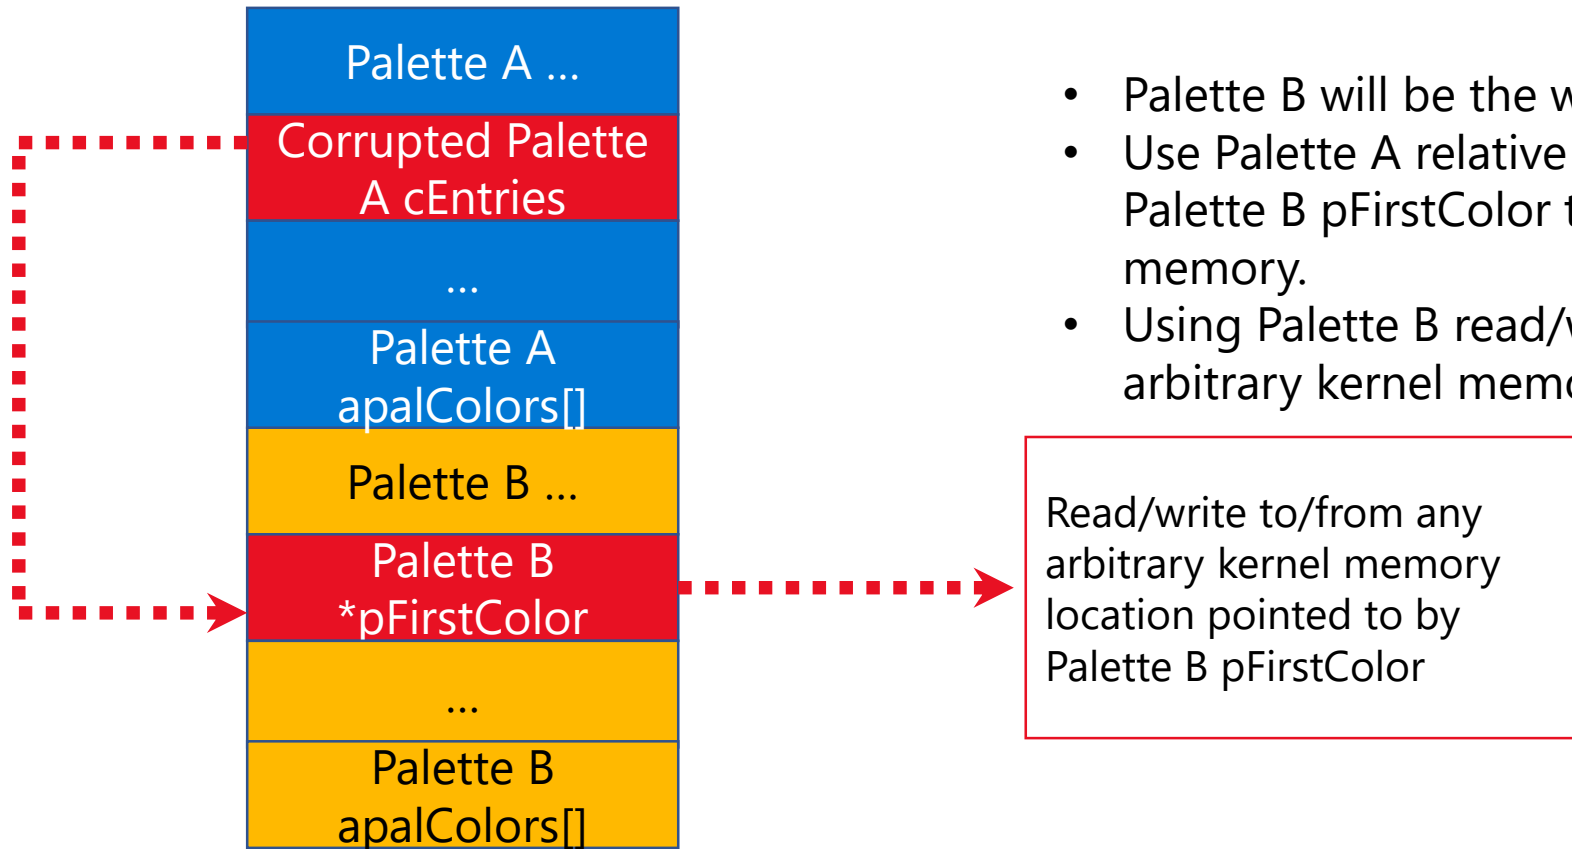 Palette A ...
Corrupted Palette
A cEntries
...
Palette A
apalColors[]
Palette B ...
Palette B
*pFirstColor
...
Palette B
apalColors[]
• Palette B will be the
• Use Palette A relative
Palette B pFirstColor
memory.
• Using Palette B read/
arbitrary kernel
Read/write to/from any
arbitrary kernel memory
location pointed to by
Palette B pFirstColor